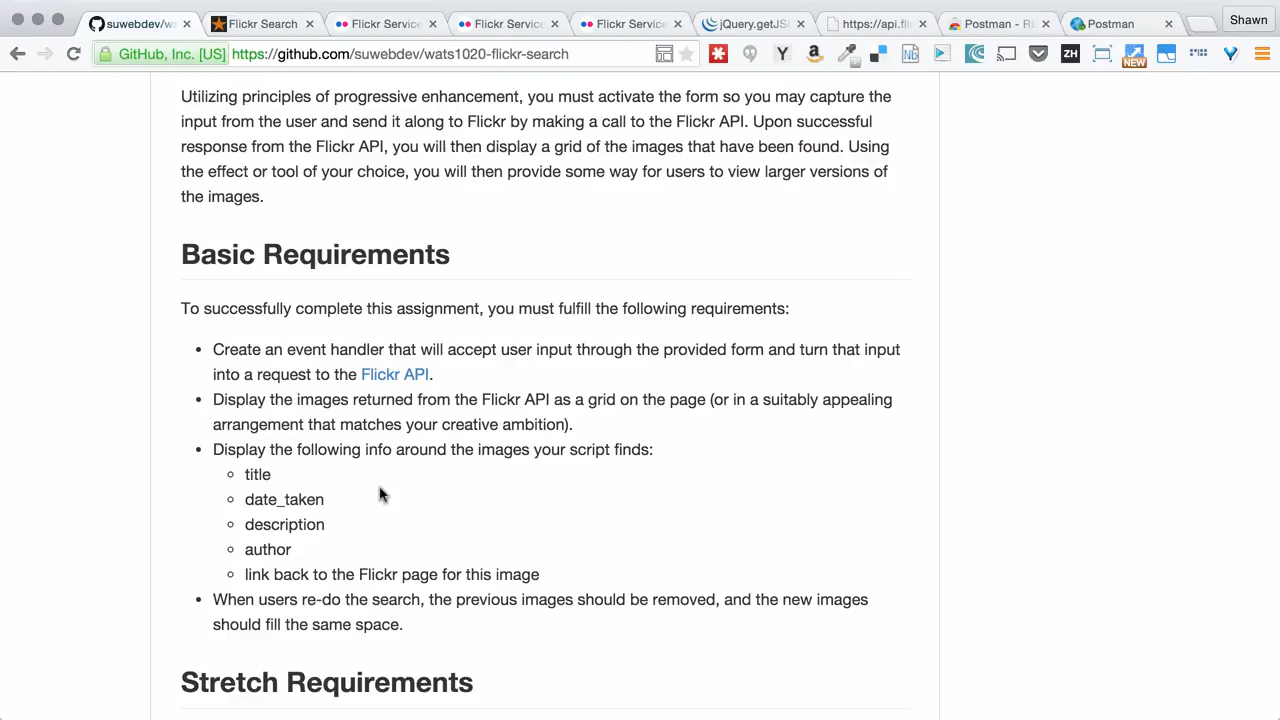 suwebdev/wa
Flickr Search
Flickr Service
Flickr Service
Flickr Service
jQuery.getJSO
https://api.fli
Postman - RE
Postman
Shawn
GitHub, Inc. [US]
https://github.com/suwebdev/wats1020-flickr-search
NEW
Utilizing principles of progressive enhancement, you must activate the form so you may capture the
input from the user and send it along to Flickr by making a call to the Flickr API. Upon successful
response from the Flickr API, you will then display a grid of the images that have been found. Using
the effect or tool of your choice, you will then provide some way for users to view larger versions of
the images.
Basic Requirements
To successfully complete this assignment, you must fulfill the following requirements:
• Create an event handler that will accept user input through the provided form and turn that input
into a request to the Flickr API.
• Display the images returned from the Flickr API as a grid on the page (or in a suitably appealing
arrangement that matches your creative ambition).
• Display the following info around the images your script finds:
◦ title
◦ date_taken
◦ description
◦ author
◦ link back to the Flickr page for this image
• When users re-do the search, the previous images should be removed, and the new images
should fill the same space.
Stretch Requirements